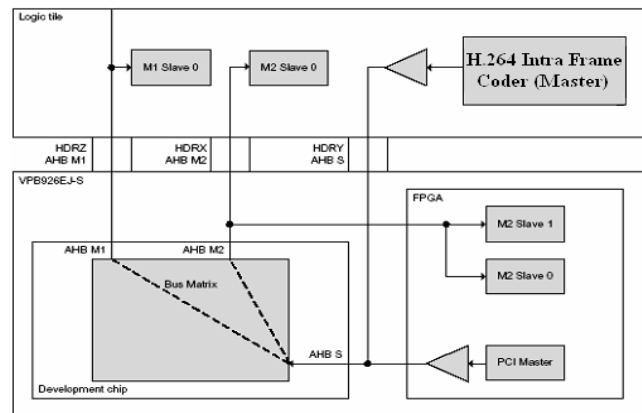 Logic tile
M1 Slave 0
M2 Slave 0
H.264 Intra Frame
Coder (Master)
HDRZ
AHB M1
HDRX
AHB M2
HDRY
AHB S
VPB926EJ-S
FPGA
M2 Slave 1
M2 Slave 0
AHB M1
AHB M2
Bus Matrix
AHB S
PCI Master
Development chip